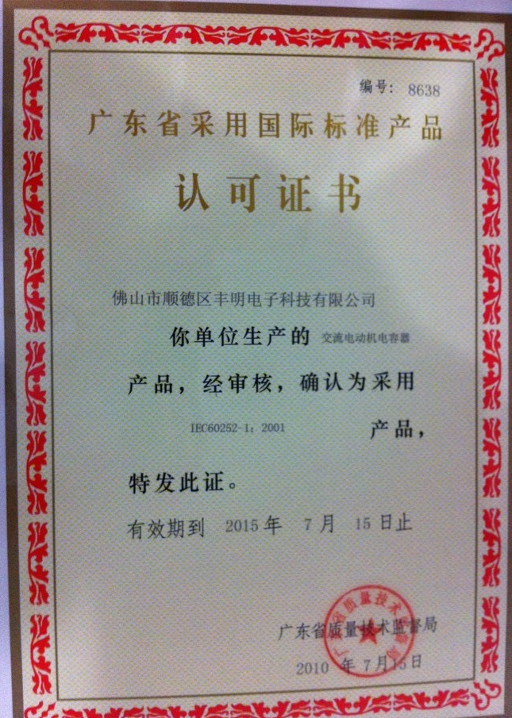 编号: 8638
广东省采用国际标准产品
认可证书
佛山市顺德区丰明电子科技有限公司
你单位生产的 交流电动机电容器
产品，经审核，确认为采用
IEC60252-1：2001 产品，
特发此证。
有效期到 2015年 7月 15日止
广东省质量技术监督局
2010 年7月15日